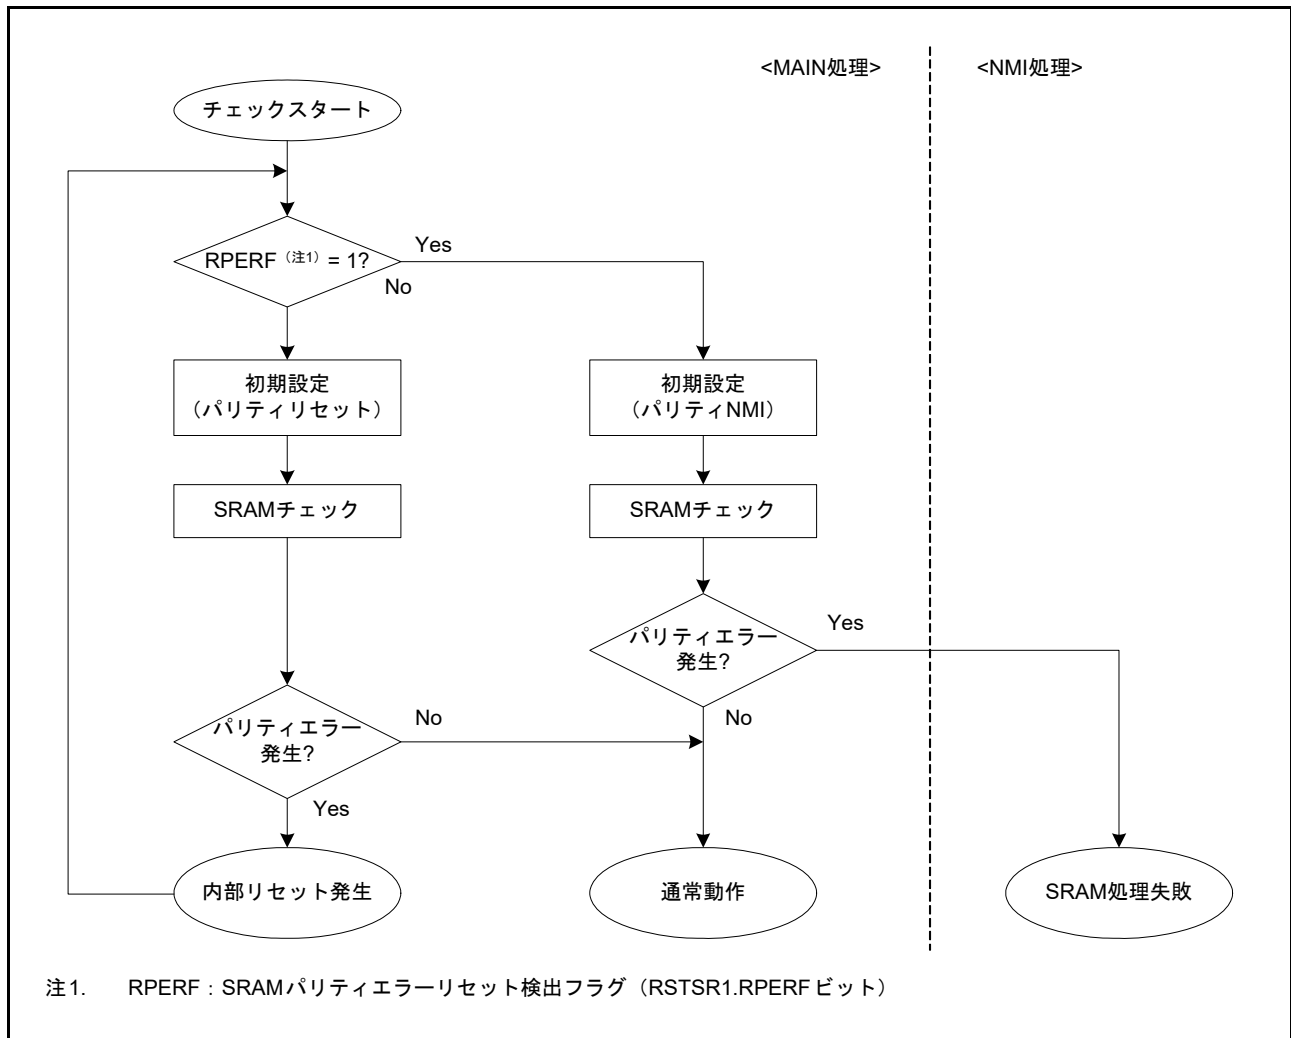 <MAIN処理>
<NMI処理>
チェックスタート
RPERF（注1）= 1?
Yes
No
初期設定
（パリティリセット）
初期設定
（パリティNMI）
SRAMチェック
SRAMチェック
パリティエラー
発生?
Yes
No
パリティエラー
発生?
No
Yes
内部リセット発生
通常動作
SRAM処理失敗
注1. RPERF：SRAMパリティエラーリセット検出フラグ（RSTSR1.RPERFビット）